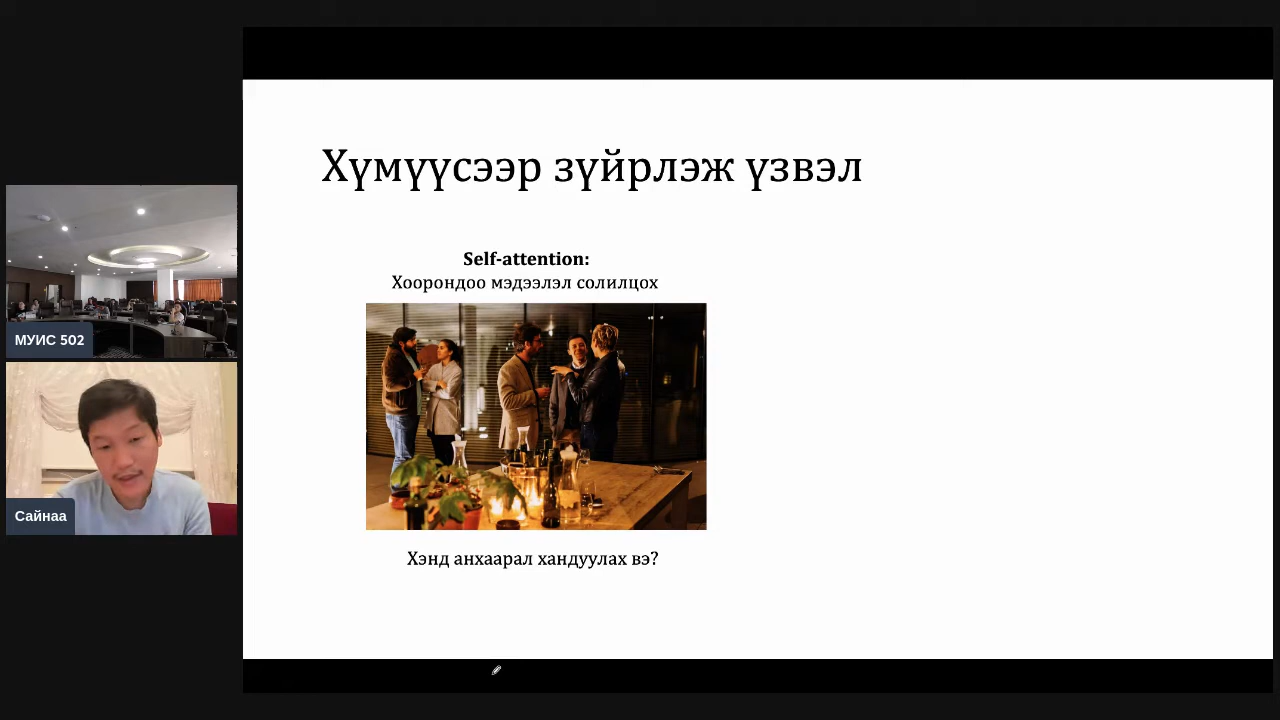 Хүмүүсээр зүйрлэж үзвэл
Self-attention:
Хоорондоо мэдээлэл солилцох
Хэнд анхаарал хандуулах вэ?
МУИС 502
Сайнаа